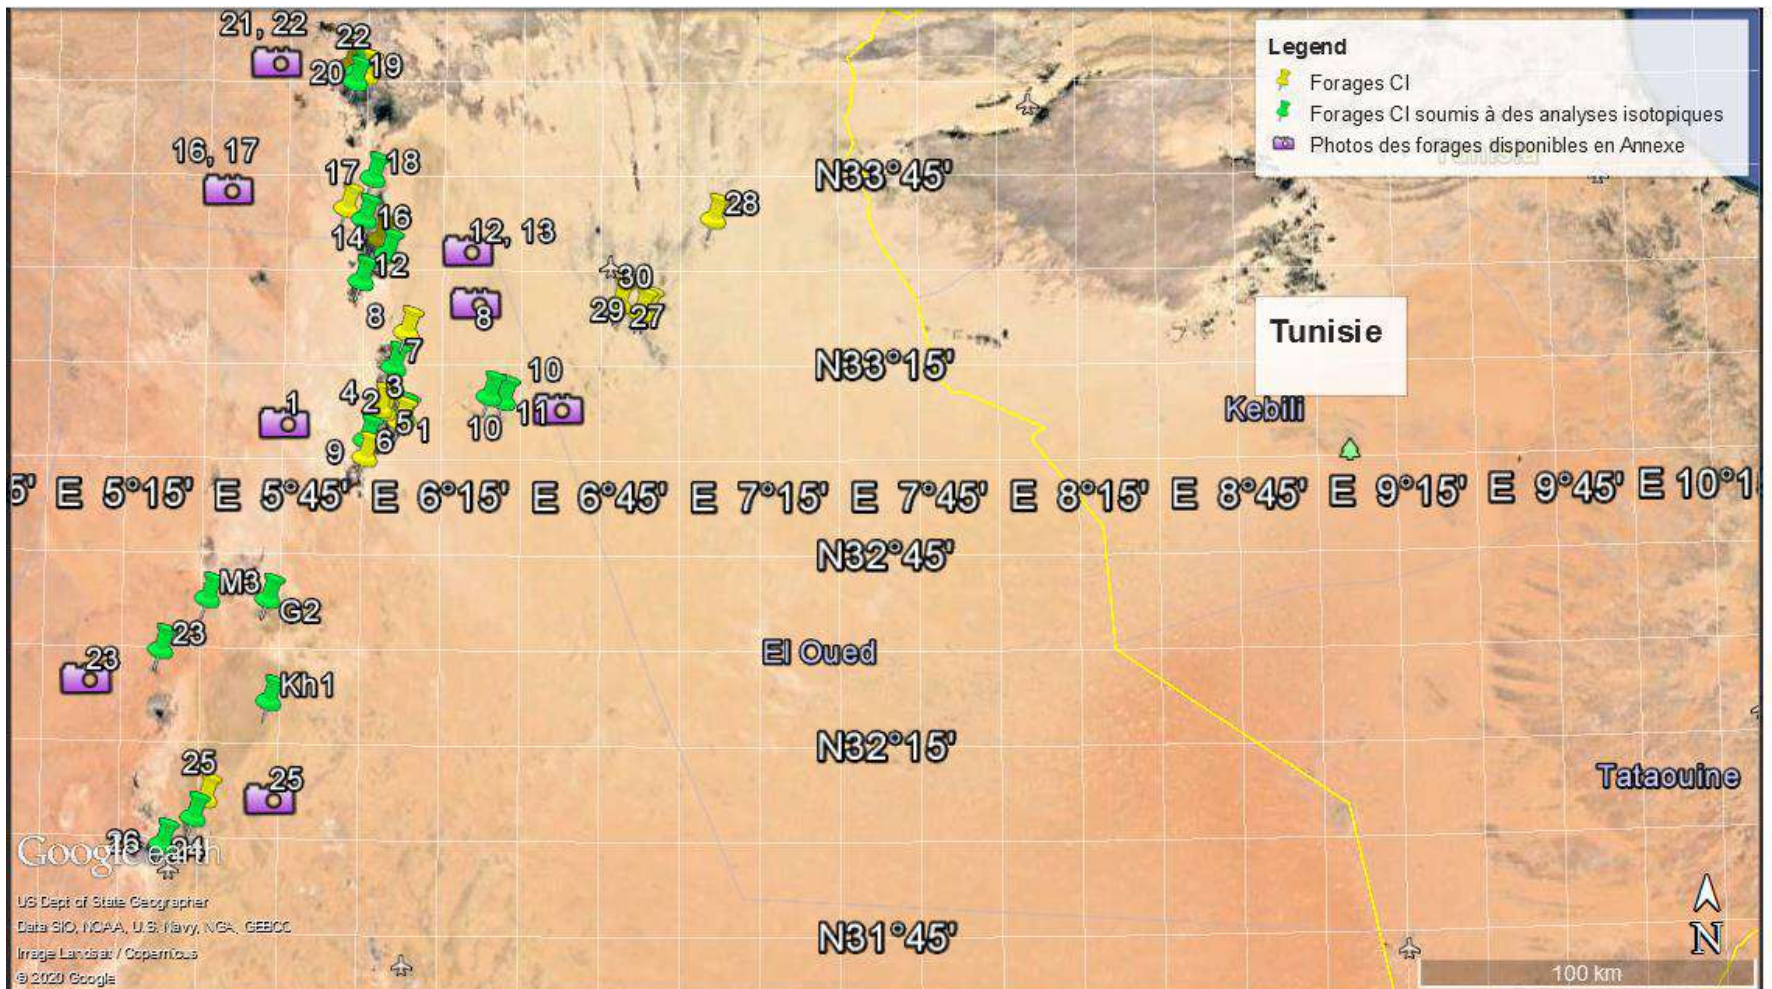 21, 22
22
20
19
Legend
Forages CI
Forages CI soumis à des analyses isotopiques
Photos des forages disponibles en Annexe
16, 17
17
18
N33°45'
16
14
12, 13
12
28
30
29
27
8
8
7
N33°15'
Tunisie
10
4
2
3
1
5
1
11
10
Kebili
9
6
5' E 5°15' E 5°45' E 6°15' E 6°45' E 7°15' E 7°45' E 8°15' E 8°45' E 9°15' E 9°45' E 10°1
N32°45'
M3
G2
23
El Oued
23
Kh1
N32°15'
25
25
Tataouine
26
24
Google earth
US Dept of State Geographer
Data SIO, NOAA, U.S. Navy, NGA, GEBCO
N31°45'
N
Image Landsat / Copernicus
© 2020 Google
100 km